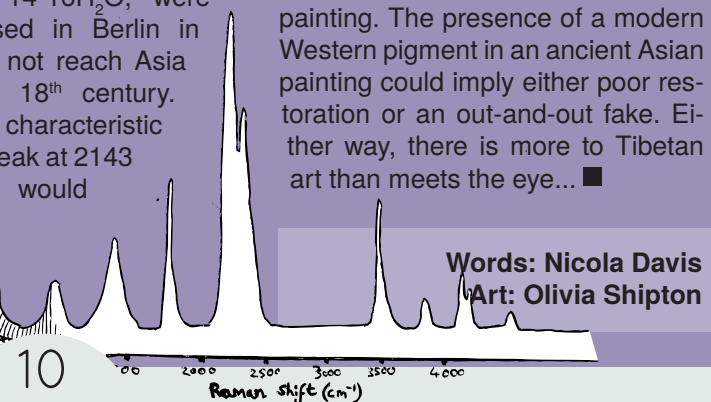 14-16H₂O, were
sed in Berlin in
not reach Asia
18th century.
characteristic
eak at 2143
would
painting. The presence of a modern
Western pigment in an ancient Asian
painting could imply either poor res-
toration or an out-and-out fake. Ei-
ther way, there is more to Tibetan
art than meets the eye... ■
Words: Nicola Davis
Art: Olivia Shipton
00 2000 2500 3000 3500 4000
Raman shift (cm⁻¹)
10